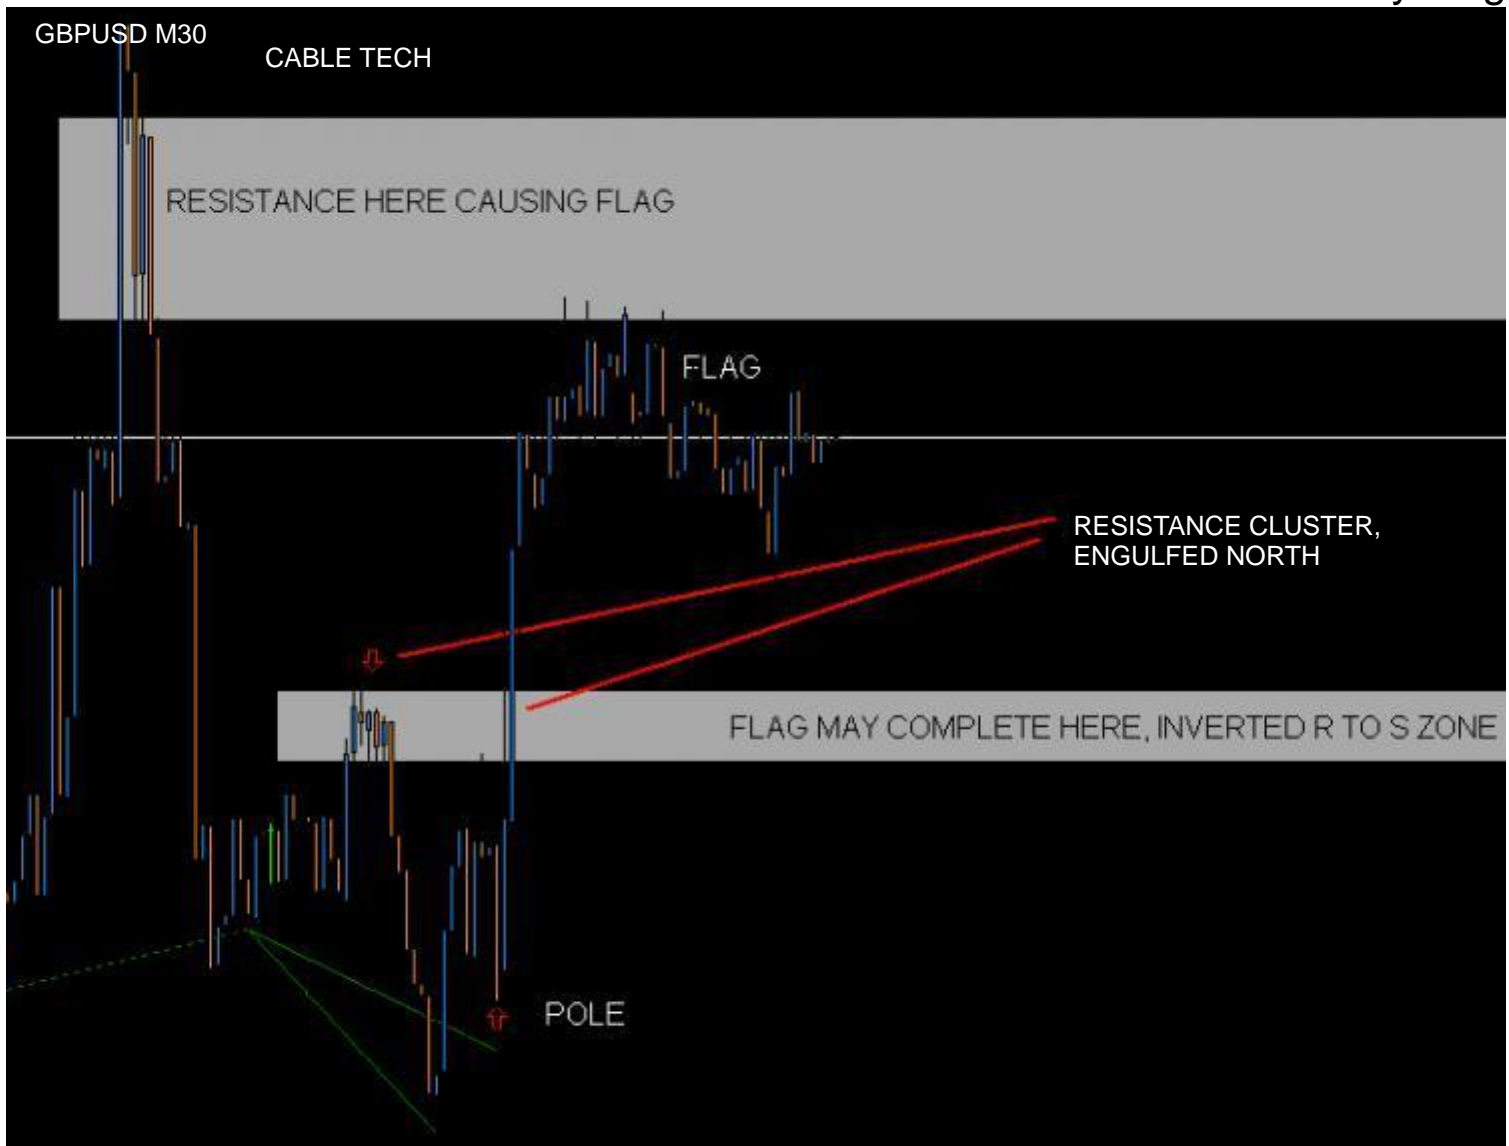 GBPUSD M30
CABLE TECH
RESISTANCE HERE CAUSING FLAG
FLAG
RESISTANCE CLUSTER,
ENGULFED NORTH
FLAG MAY COMPLETE HERE, INVERTED R TO S ZONE
POLE